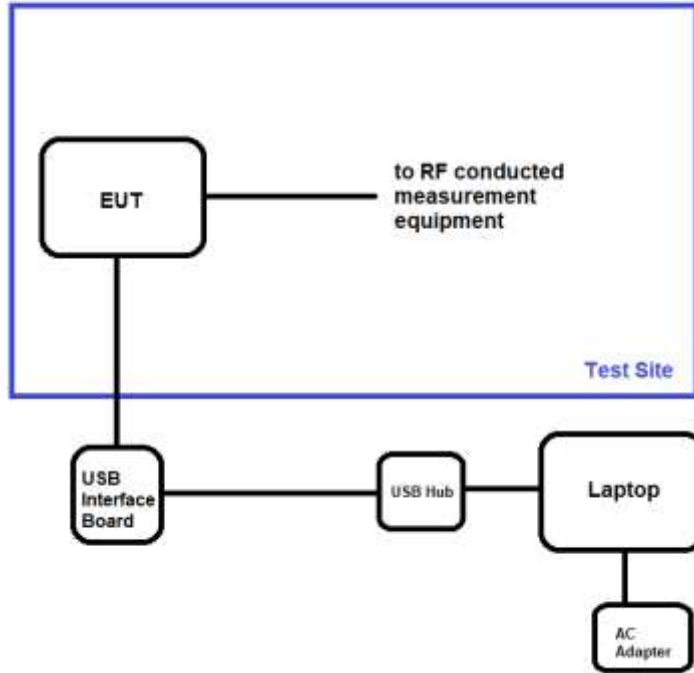 EUT
to RF conducted
measurement
equipment
Test Site
USB
Interface
Board
USB Hub
Laptop
AC
Adapter